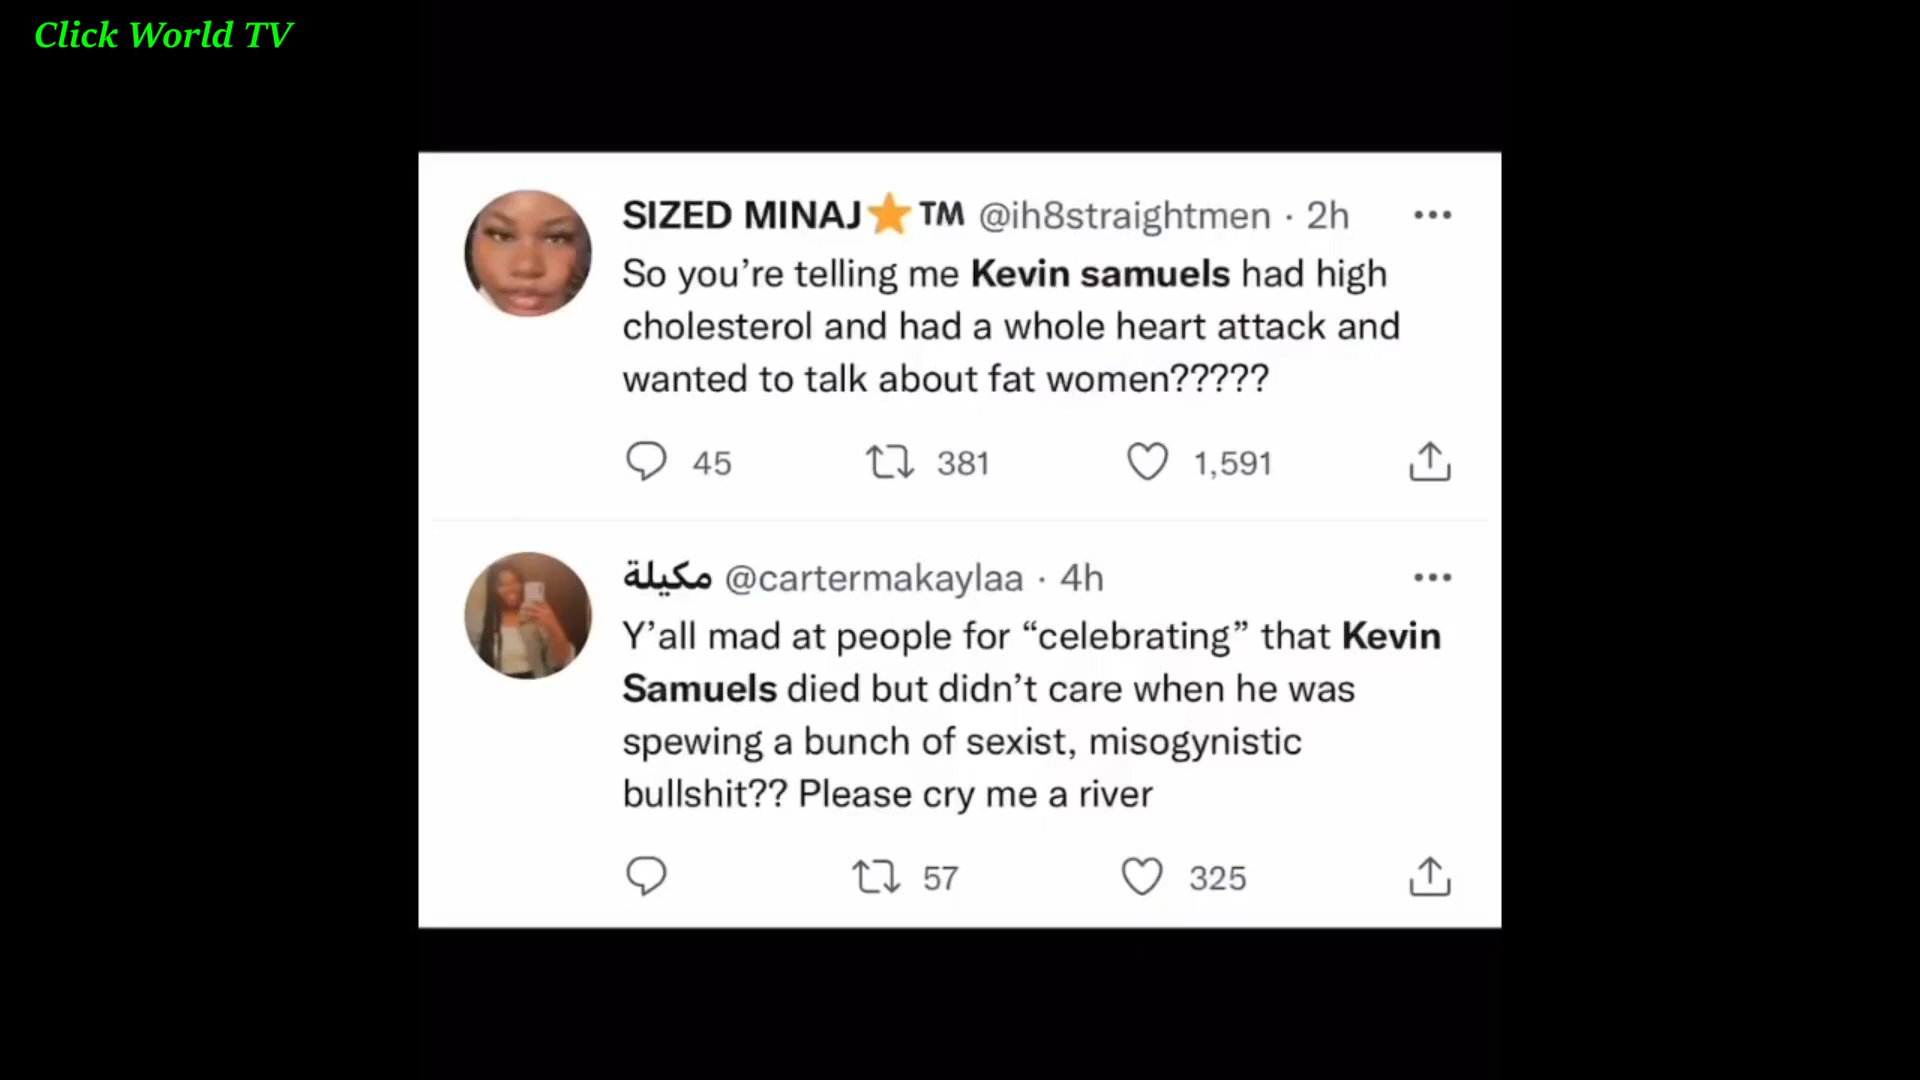 Click World TV
SIZED MINAJ⭐™ @ih8straightmen · 2h
So you're telling me Kevin samuels had high
cholesterol and had a whole heart attack and
wanted to talk about fat women?????
45 381 1,591
مكيلة @cartermakaylaa · 4h
Y'all mad at people for “celebrating” that Kevin
Samuels died but didn't care when he was
spewing a bunch of sexist, misogynistic
bullshit?? Please cry me a river
57 325